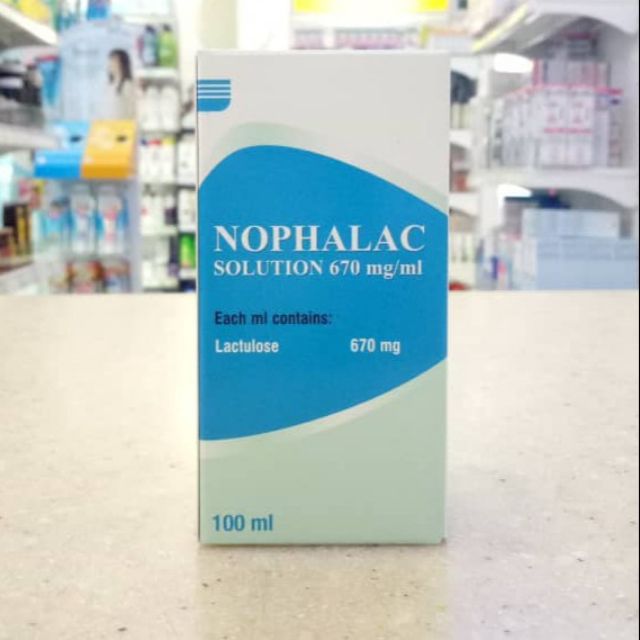 NOPHALAC
SOLUTION 670 mg/ml
Each ml contains:
Lactulose 670 mg
100 ml